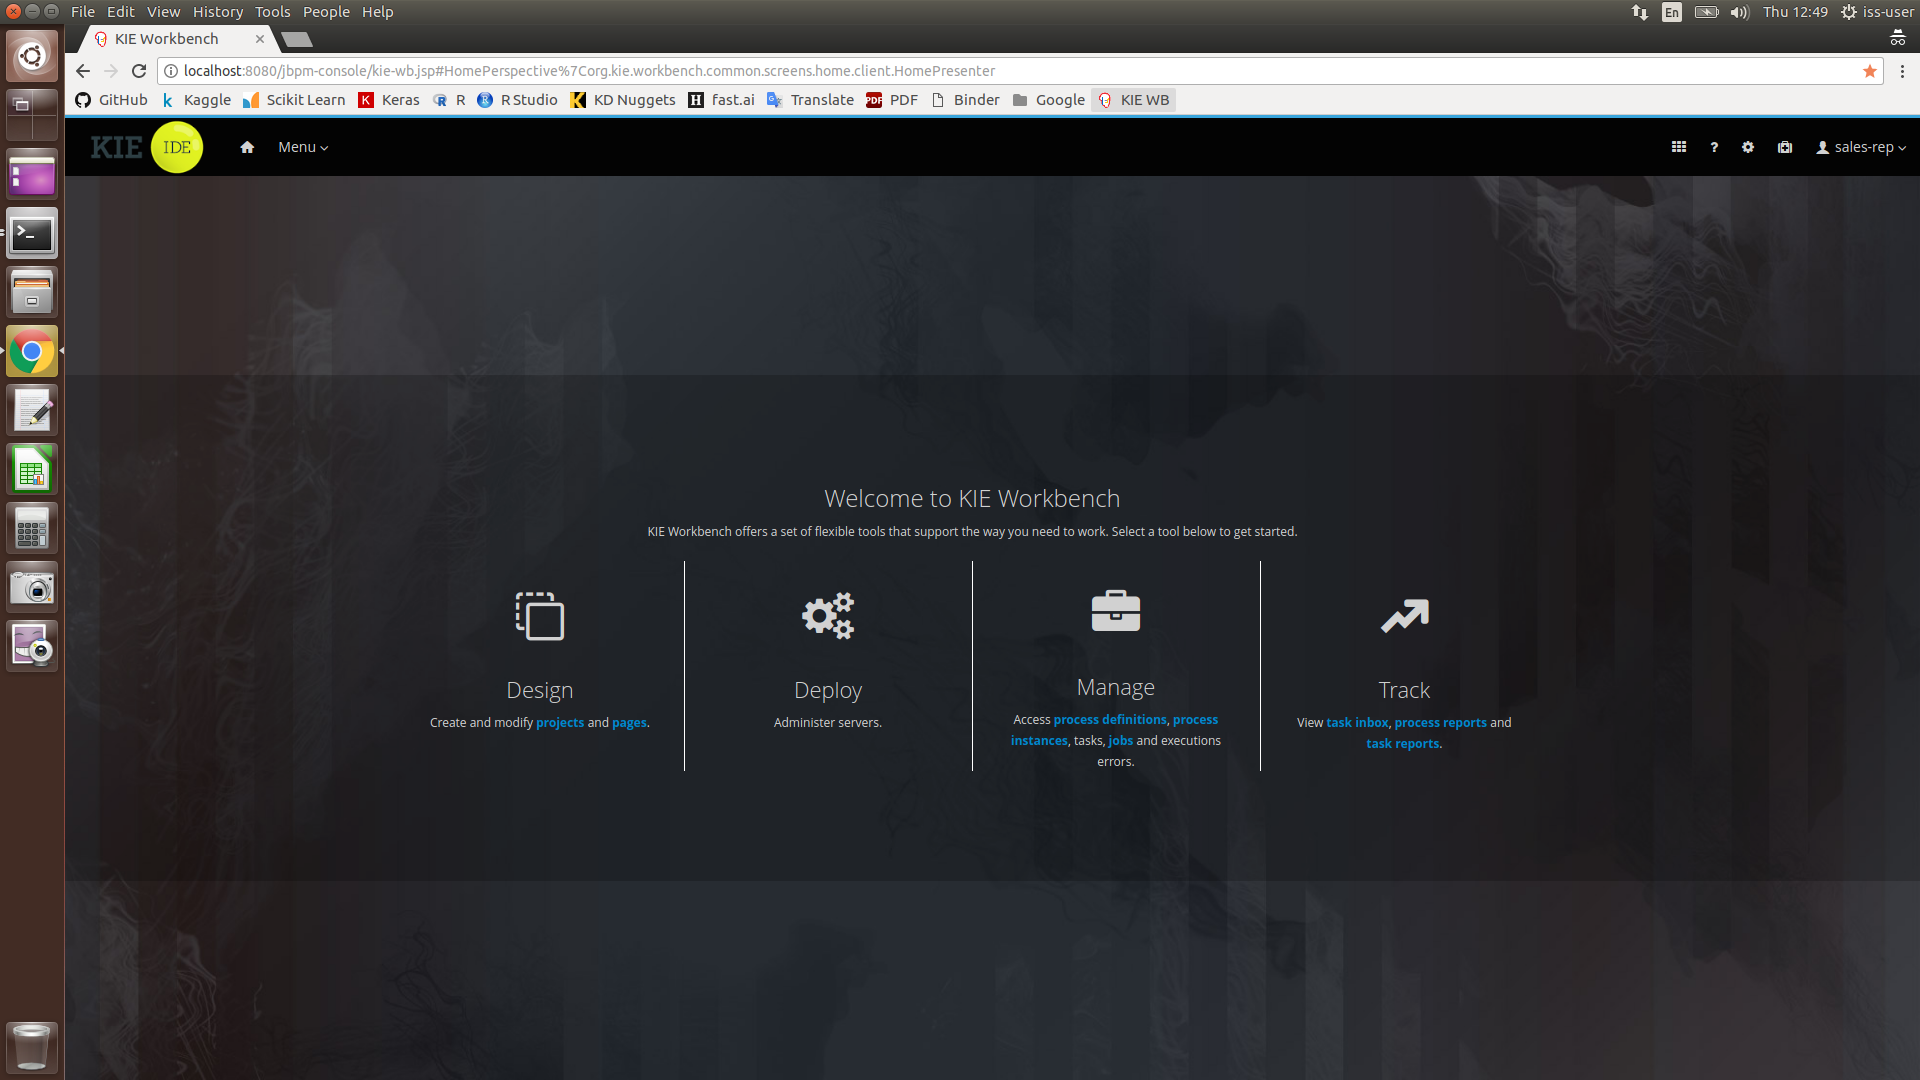 File Edit View History Tools People Help
En
Thu 12:49
iss-user
KIE Workbench
localhost:8080/jbpm-console/kie-wb.jsp#HomePerspective%7Corg.kie.workbench.common.screens.home.client.HomePresenter
GitHub
k Kaggle
Scikit Learn
K Keras
R R
R RStudio
K KD Nuggets
H fast.ai
Translate
PDF PDF
Binder
Google
KIE WB
KIE IDE
Menu
?
sales-rep
Welcome to KIE Workbench
KIE Workbench offers a set of flexible tools that support the way you need to work. Select a tool below to get started.
Design
Create and modify projects and pages.
Deploy
Administer servers.
Manage
Access process definitions, process
instances, tasks, jobs and executions
errors.
Track
View task inbox, process reports and
task reports.